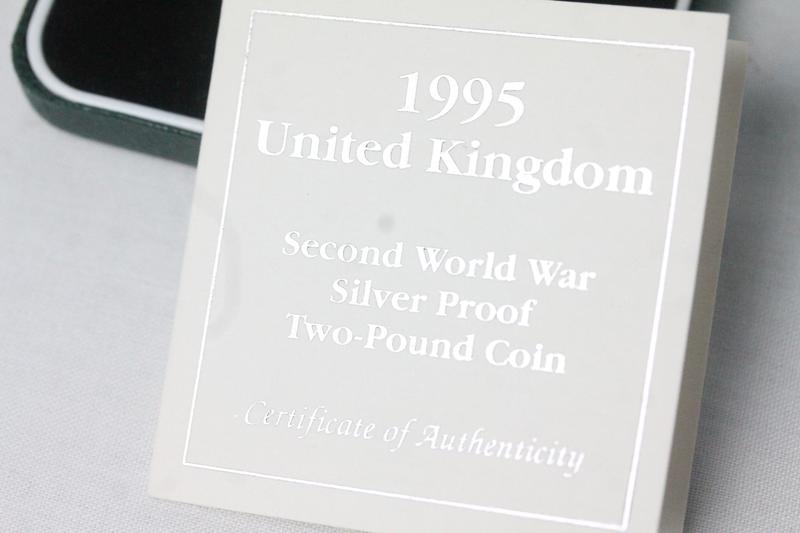 1995
United Kingdom
Second World War
Silver Proof
Two-Pound Coin
Certificate of Authenticity